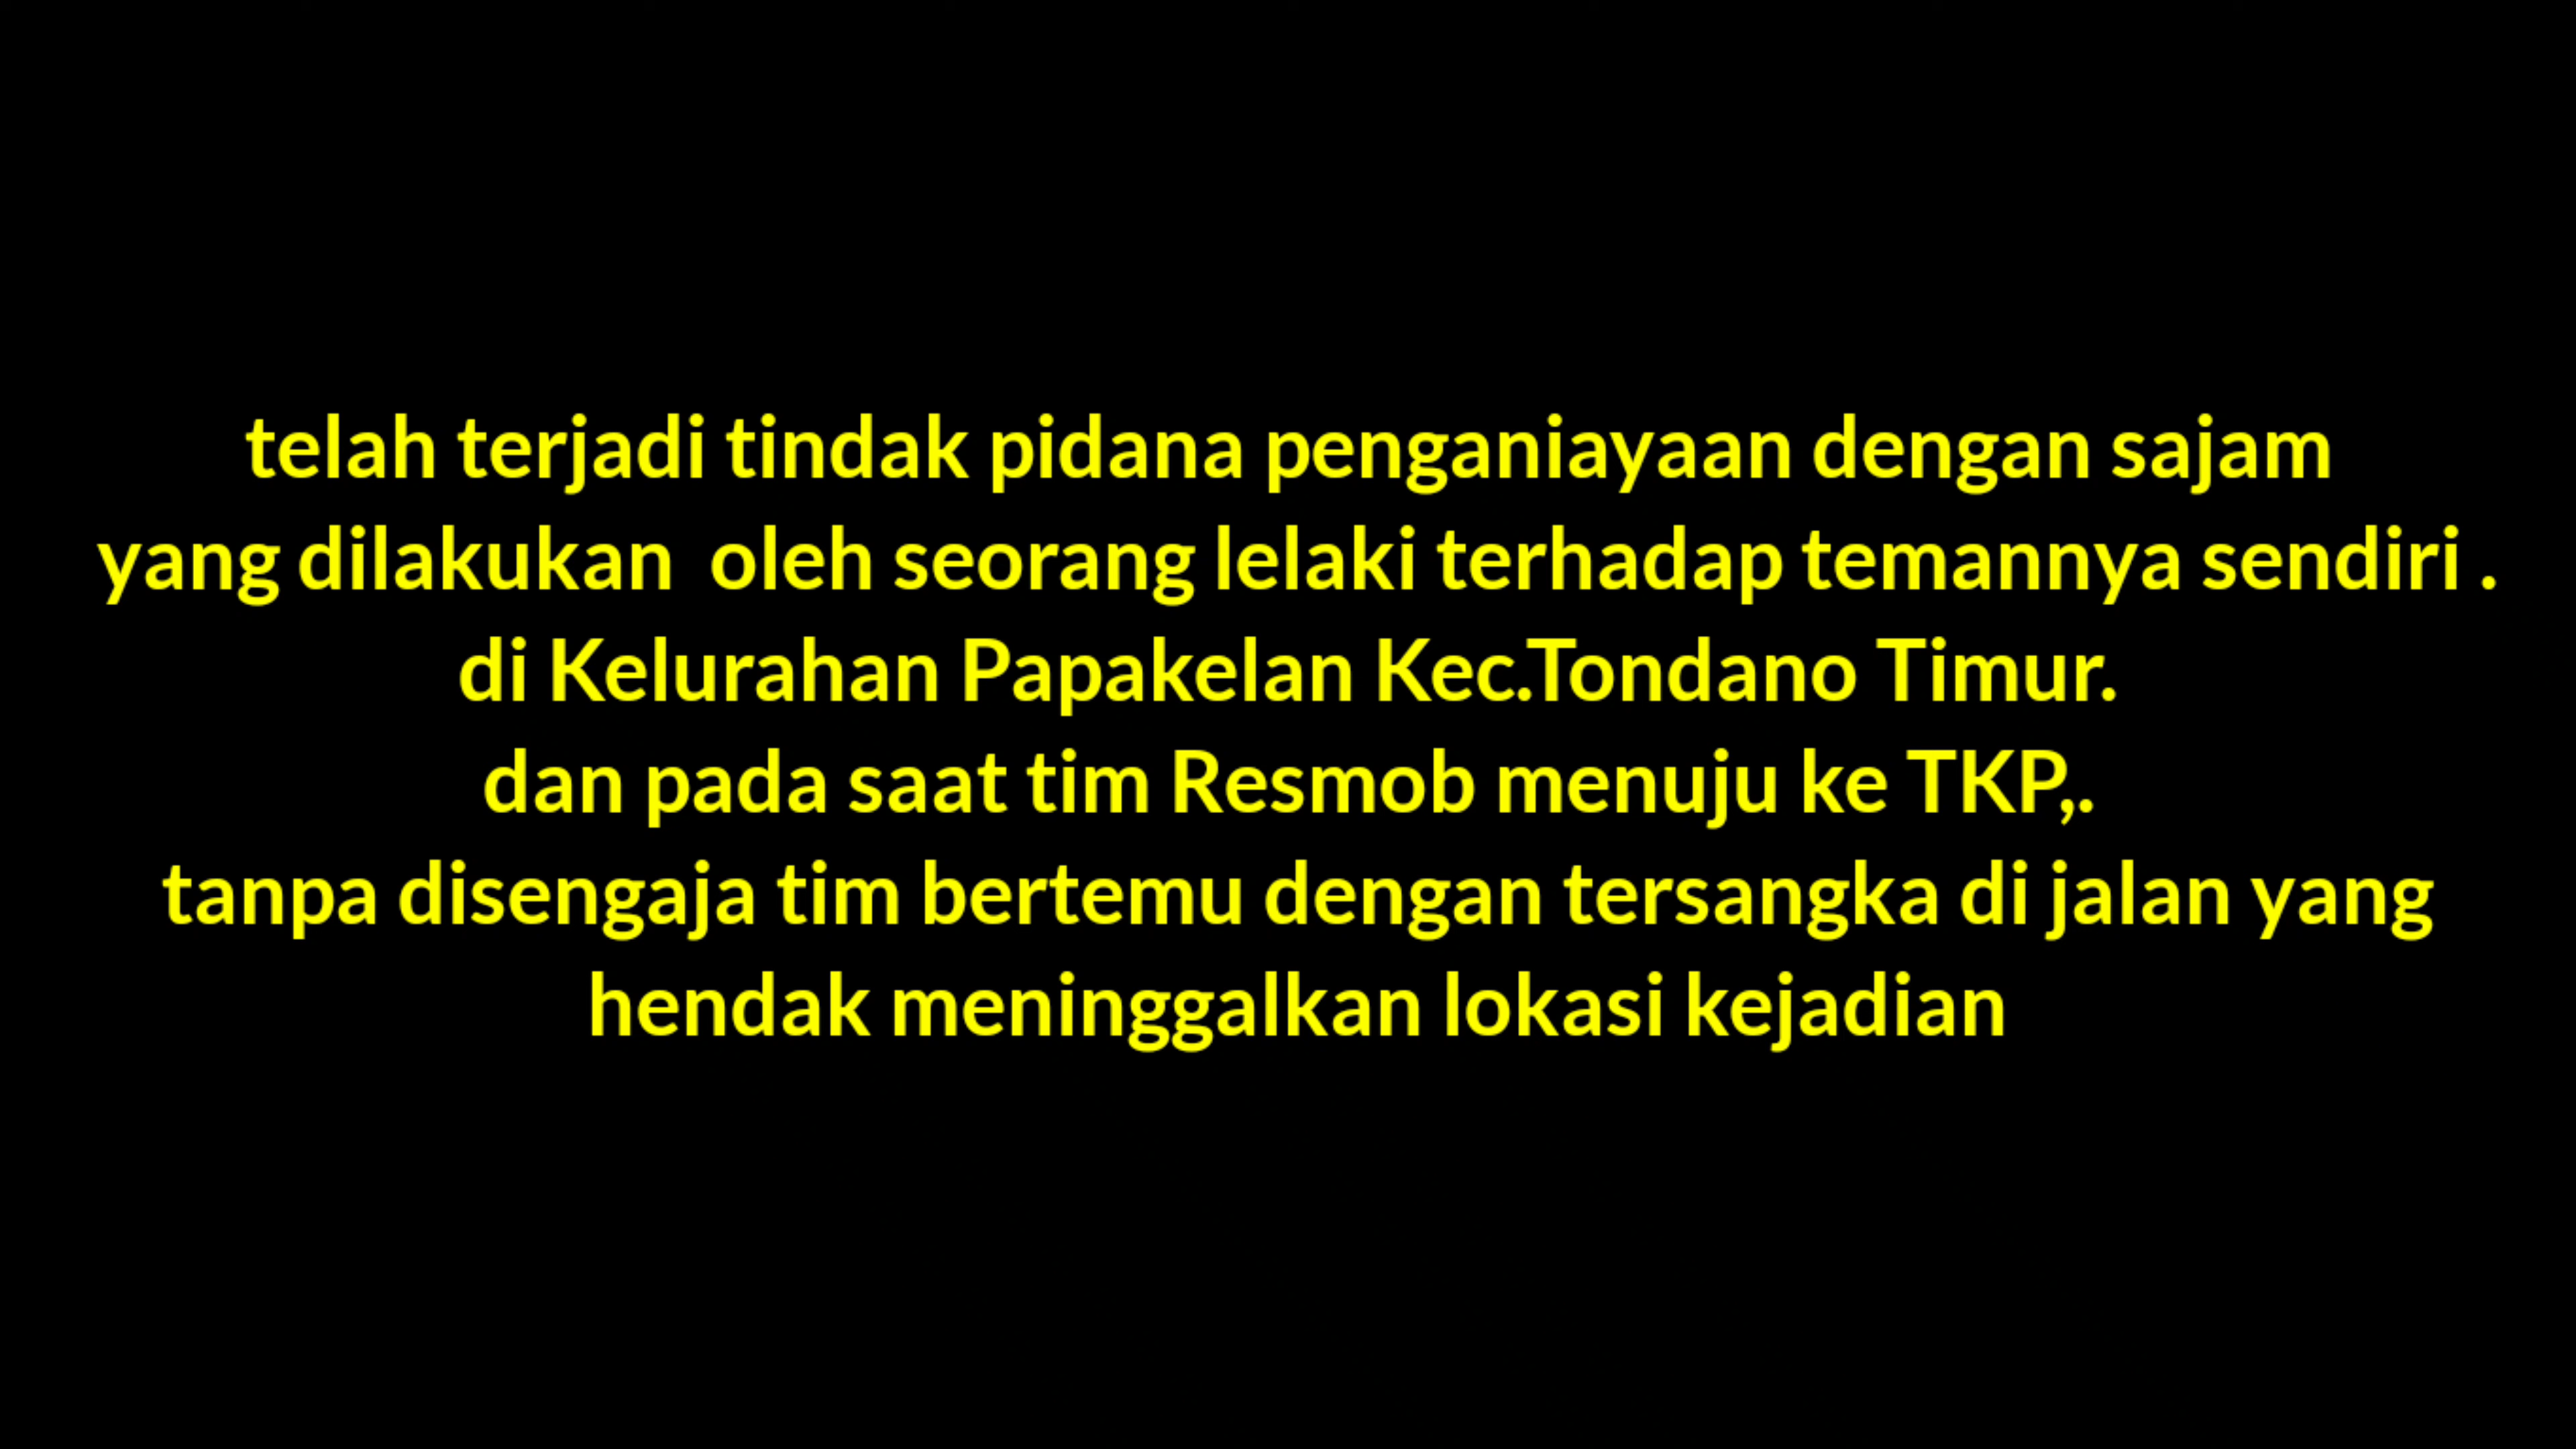 telah terjadi tindak pidana penganiayaan dengan sajam
yang dilakukan  oleh seorang lelaki terhadap temannya sendiri .
di Kelurahan Papakelan Kec.Tondano Timur.
dan pada saat tim Resmob menuju ke TKP,.
tanpa disengaja tim bertemu dengan tersangka di jalan yang
hendak meninggalkan lokasi kejadian